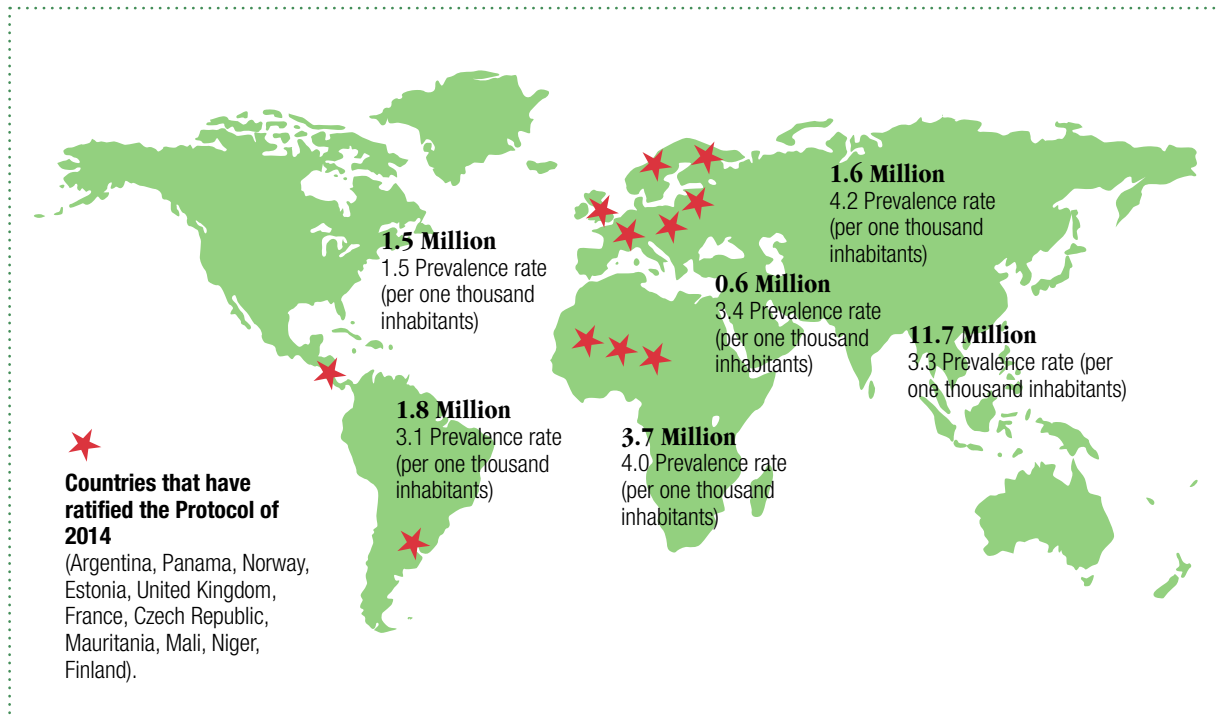 1.6 Million
4.2 Prevalence rate
(per one thousand
inhabitants)
1.5 Million
1.5 Prevalence rate
(per one thousand
inhabitants)
0.6 Million
3.4 Prevalence rate
(per one thousand
inhabitants)
11.7 Million
3.3 Prevalence rate (per
one thousand inhabitants)
1.8 Million
3.1 Prevalence rate
(per one thousand
inhabitants)
3.7 Million
4.0 Prevalence rate
(per one thousand
inhabitants)
Countries that have
ratified the Protocol of
2014
(Argentina, Panama, Norway,
Estonia, United Kingdom,
France, Czech Republic,
Mauritania, Mali, Niger,
Finland).